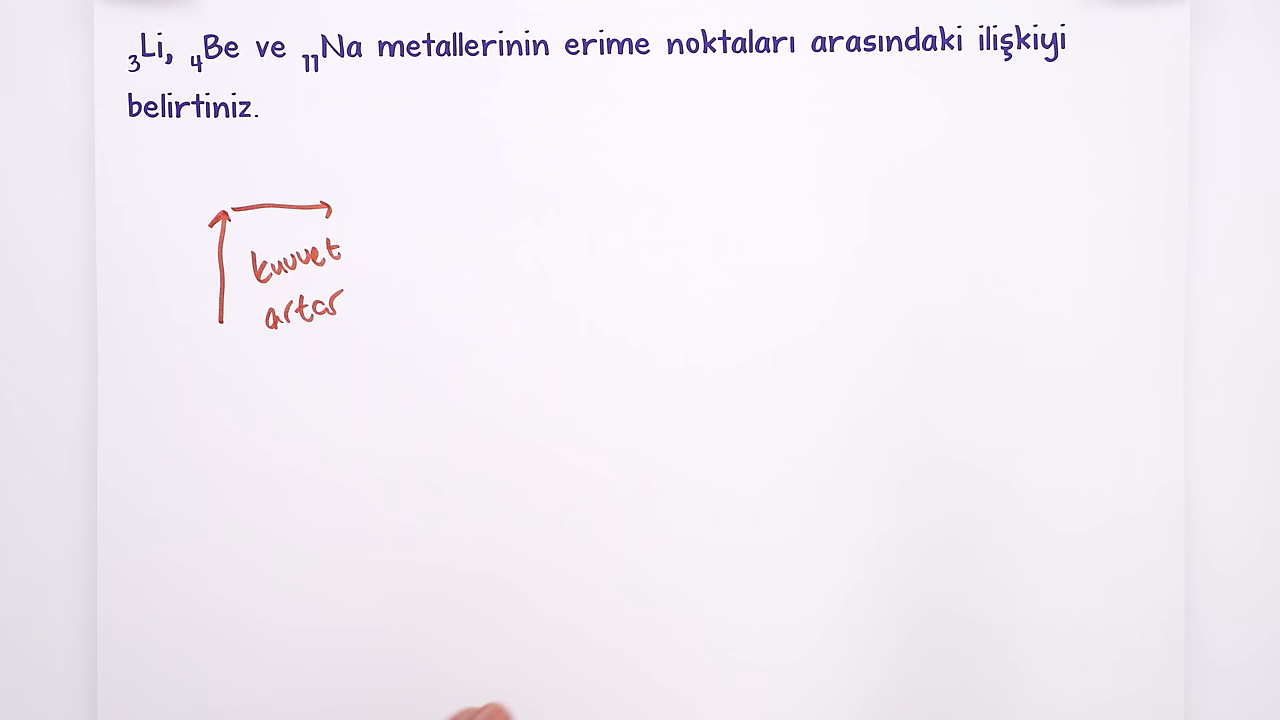 ₃Li, ₄Be ve ₁₁Na metallerinin erime noktaları arasındaki ilişkiyi
belirtiniz.
kuvvet
artar